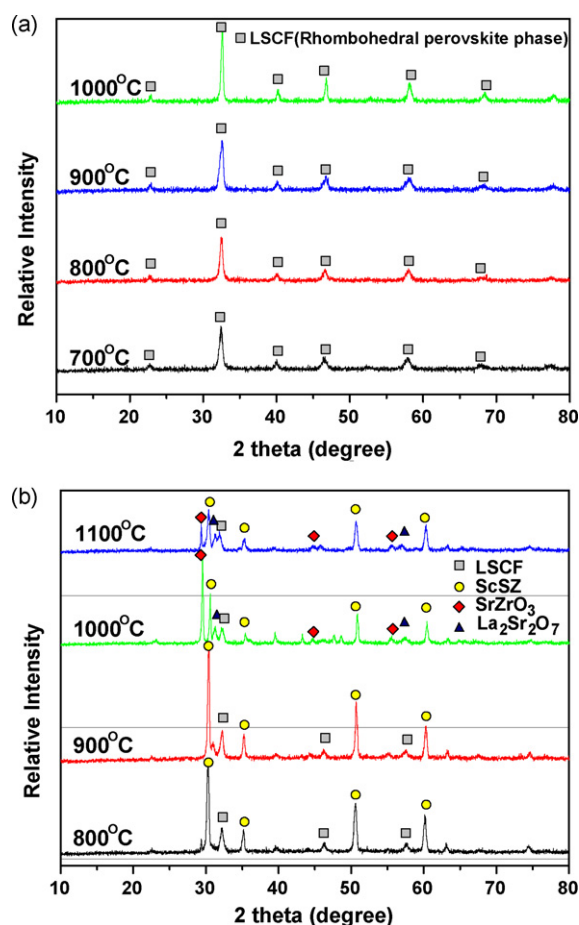 (a)
LSCF(Rhombohedral perovskite phase)
1000°C
900°C
800°C
700°C
Relative Intensity
10 20 30 40 50 60 70 80
2 theta (degree)
(b)
1100°C
LSCF
ScSZ
SrZrO3
La2Sr2O7
1000°C
900°C
800°C
Relative Intensity
10 20 30 40 50 60 70 80
2 theta (degree)